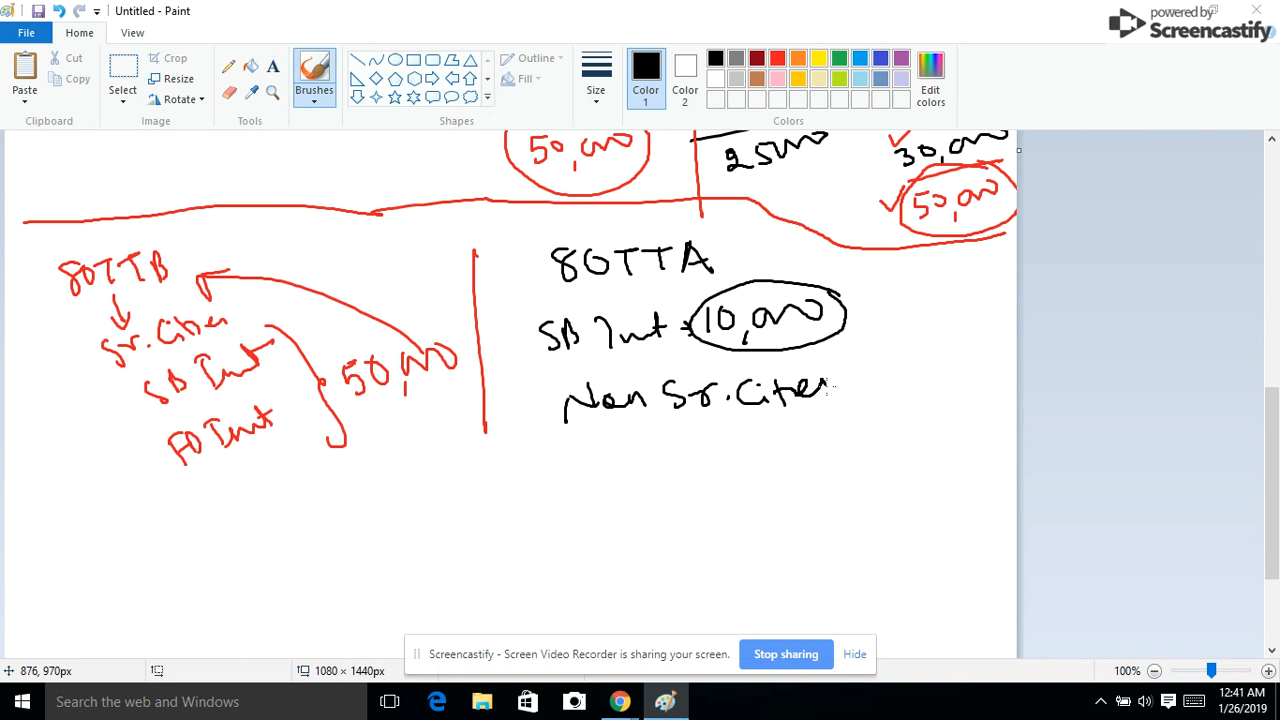 Untitled - Paint
powered by
Screencastify
File
Home
View
Paste
Cut
Copy
Clipboard
Select
Crop
Resize
Rotate
Image
A
Tools
Brushes
Outline
Fill
Shapes
Size
Color
1
Color
2
Edit
colors
Colors
50,000
25000
30,000
50,000
80TTB
Sr. Citizen
SB Int
FD Int
50,000
80TTA
SB Int → 10,000
Non Sr. Citizen
Screencastify - Screen Video Recorder is sharing your screen.
Stop sharing
Hide
876, 970px
1080 × 1440px
100%
Search the web and Windows
12:41 AM
1/26/2019